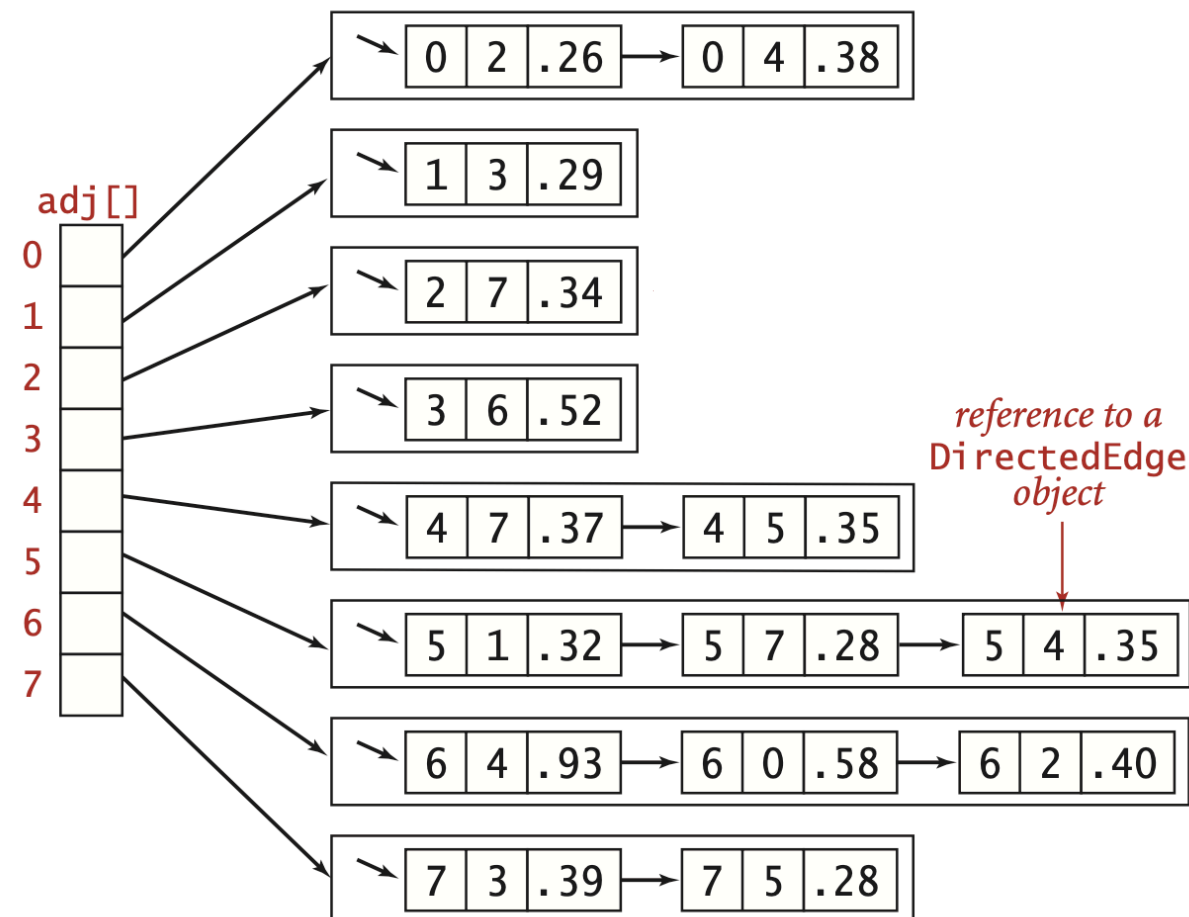 0 2 .26 0 4 .38
1 3 .29
adj[]
0
2 7 .34
1
2
3 6 .52
3
reference to a
DirectedEdge
object
4
4 7 .37 4 5 .35
5
6
5 1 .32 5 7 .28 5 4 .35
7
6 4 .93 6 0 .58 6 2 .40
7 3 .39 7 5 .28